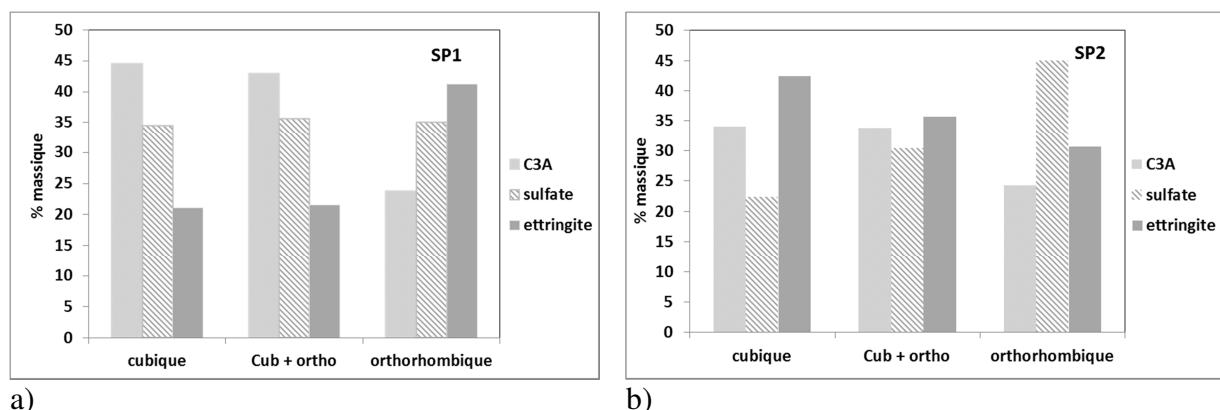 SP1
% massique
50
45
40
35
30
25
20
15
10
5
0
cubique
Cub + ortho
orthorhombique
C3A
sulfate
ettringite
a)
SP2
% massique
50
45
40
35
30
25
20
15
10
5
0
cubique
Cub + ortho
orthorhombique
C3A
sulfate
ettringite
b)